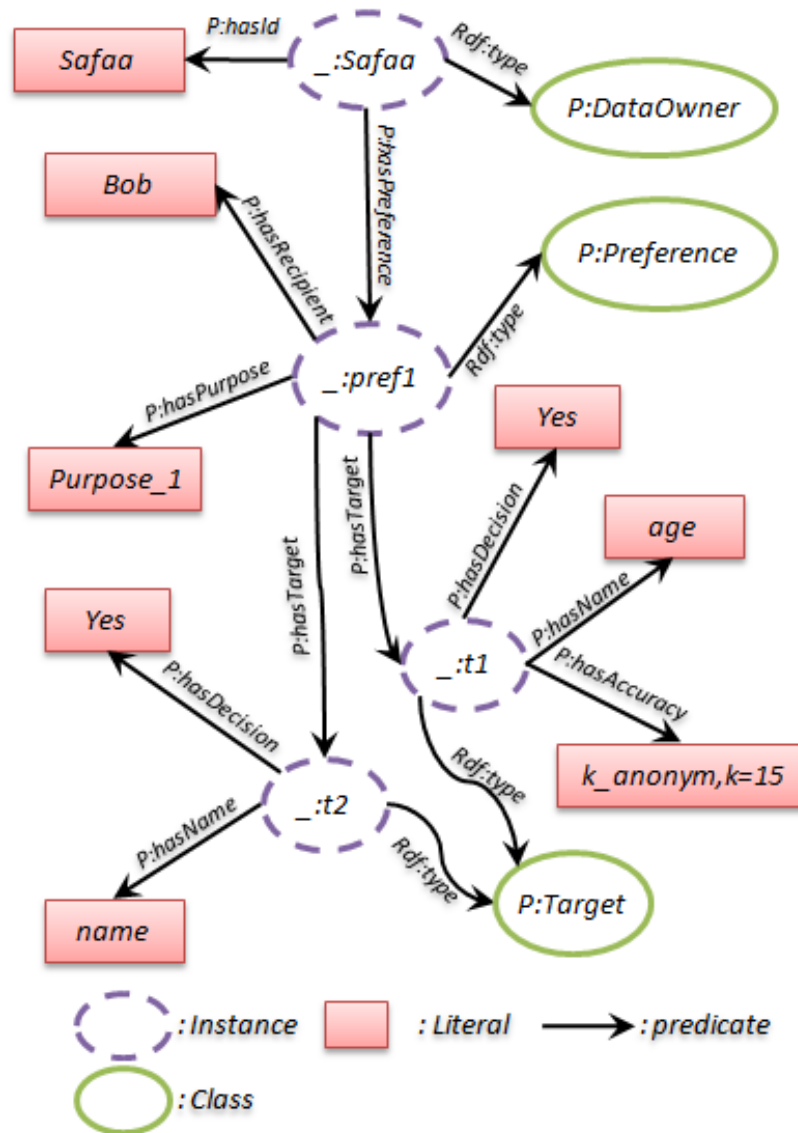 P:hasId
Rdf:type
Safaa
_:Safaa
P:DataOwner
P:hasPreference
Bob
P:hasRecipient
P:Preference
Rdf:type
_:pref1
P:hasPurpose
Purpose_1
Yes
P:hasTarget
P:hasTarget
P:hasDecision
age
P:hasName
Yes
P:hasDecision
_:t1
P:hasAccuracy
k_anonym,k=15
Rdf:type
_:t2
P:hasName
Rdf:type
name
P:Target
: Instance
: Literal
: predicate
: Class